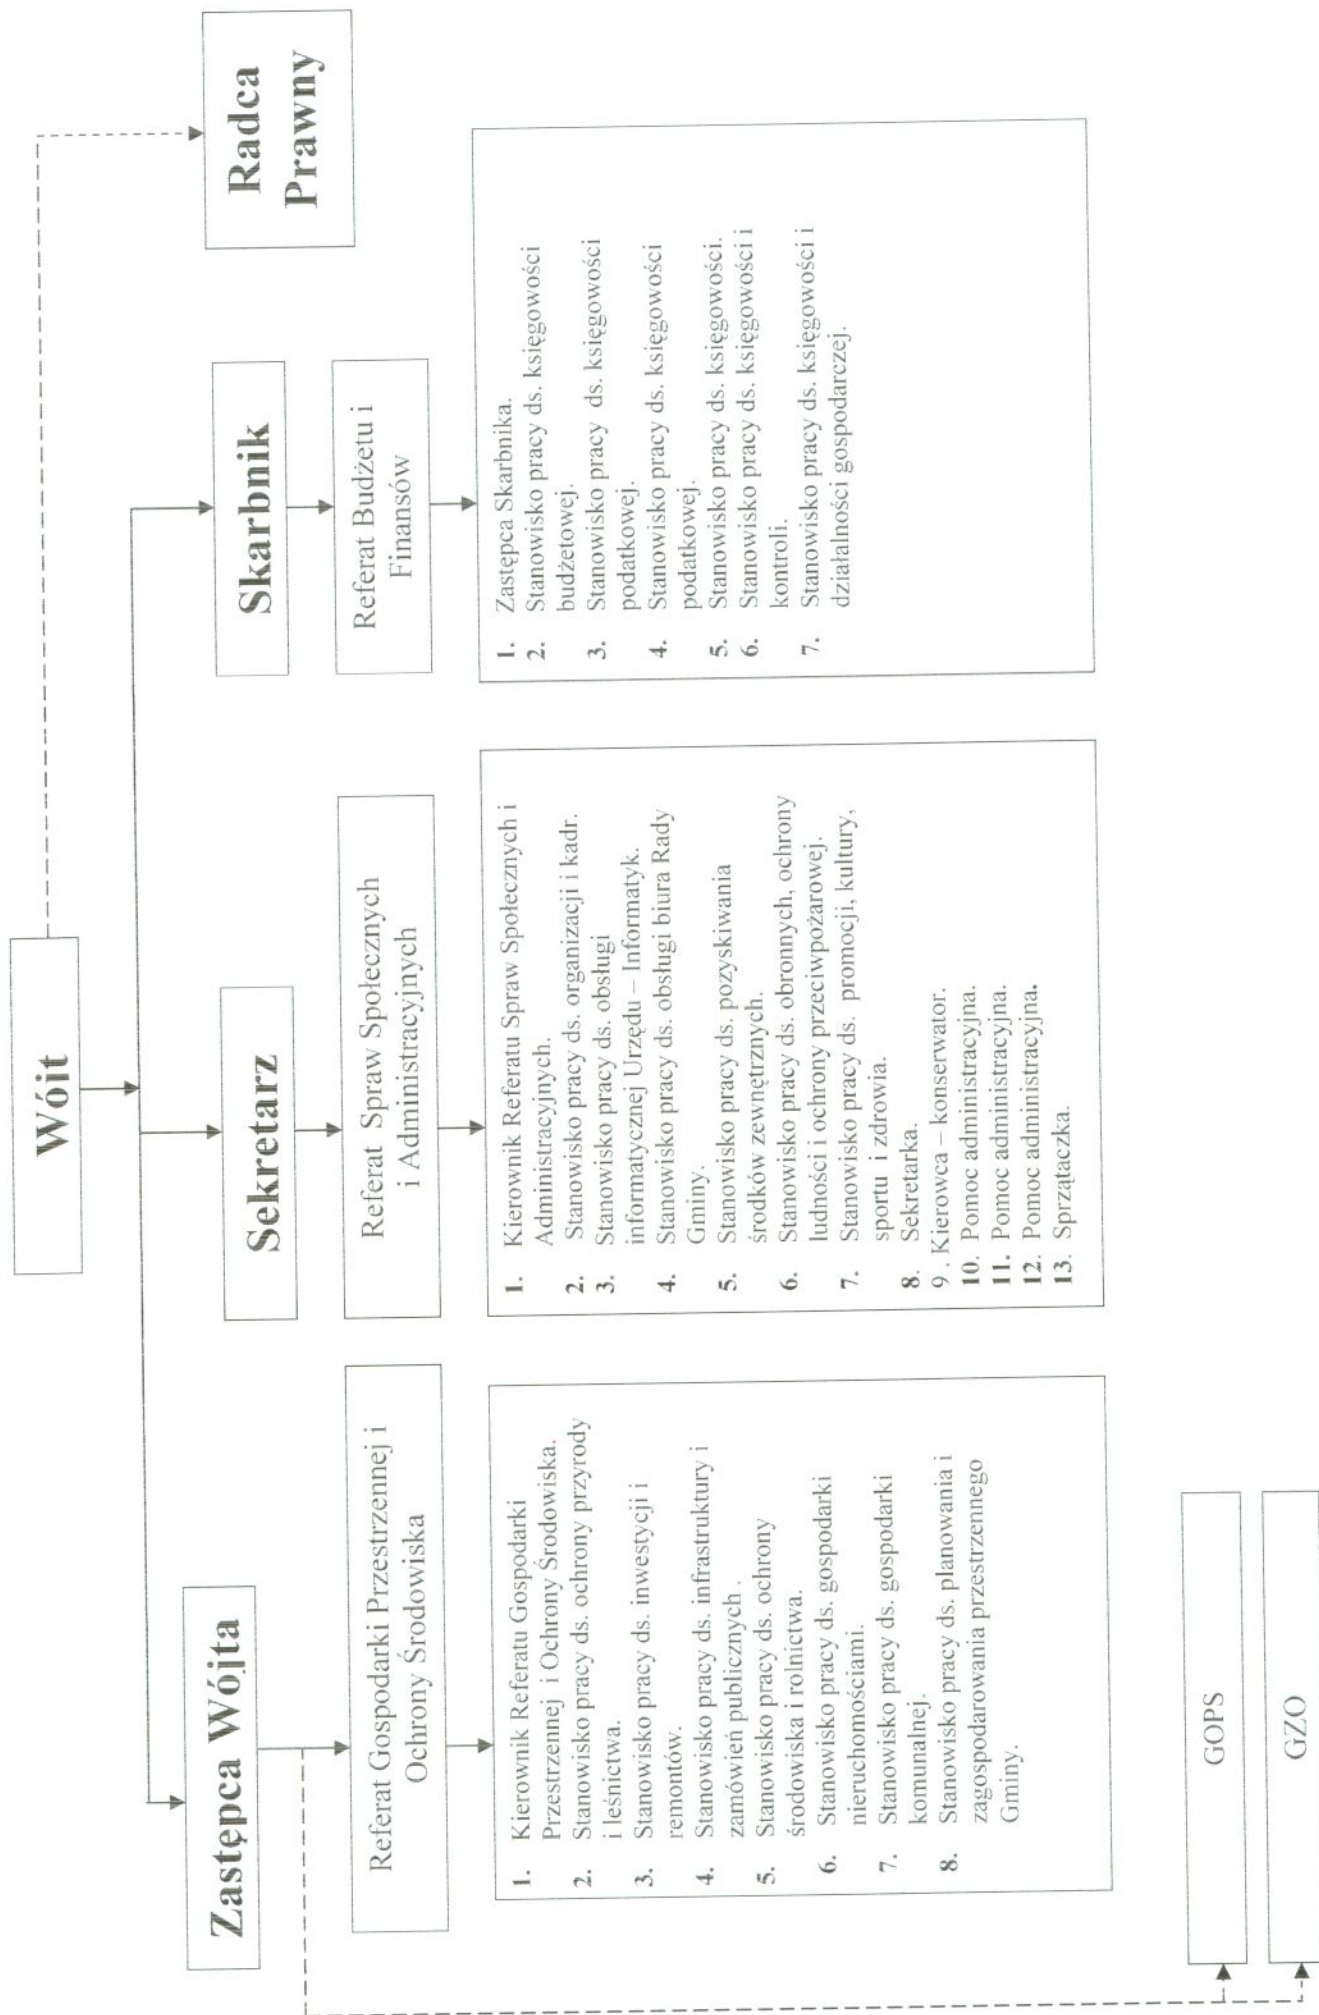 Wóit
Zastępca Wójta
Sekretarz
Skarbnik
Radca
Prawny
Referat Gospodarki Przestrzennej i
Ochrony Środowiska
Referat Spraw Społecznych
i Administracyjnych
Referat Budżetu i
Finansów
1. Kierownik Referatu Gospodarki
Przestrzennej i Ochrony Środowiska.
2. Stanowisko pracy ds. ochrony przyrody
i leśnictwa.
3. Stanowisko pracy ds. inwestycji i
remontów.
4. Stanowisko pracy ds. infrastruktury i
zamówień publicznych .
5. Stanowisko pracy ds. ochrony
środowiska i rolnictwa.
6. Stanowisko pracy ds. gospodarki
nieruchomościami.
7. Stanowisko pracy ds. gospodarki
komunalnej.
8. Stanowisko pracy ds. planowania i
zagospodarowania przestrzennego
Gminy.
1. Kierownik Referatu Spraw Społecznych i
Administracyjnych.
2. Stanowisko pracy ds. organizacji i kadr.
3. Stanowisko pracy ds. obsługi
informatycznej Urzędu – Informatyk.
4. Stanowisko pracy ds. obsługi biura Rady
Gminy.
5. Stanowisko pracy ds. pozyskiwania
środków zewnętrznych.
6. Stanowisko pracy ds. obronnych, ochrony
ludności i ochrony przeciwpożarowej.
7. Stanowisko pracy ds. promocji, kultury,
sportu i zdrowia.
8. Sekretarka.
9 . Kierowca – konserwator.
10. Pomoc administracyjna.
11. Pomoc administracyjna.
12. Pomoc administracyjna.
13. Sprzątaczka.
1. Zastępca Skarbnika.
2. Stanowisko pracy ds. księgowości
budżetowej.
3. Stanowisko pracy ds. księgowości
podatkowej.
4. Stanowisko pracy ds. księgowości
podatkowej.
5. Stanowisko pracy ds. księgowości.
6. Stanowisko pracy ds. księgowości i
kontroli.
7. Stanowisko pracy ds. księgowości i
działalności gospodarczej.
GOPS
GZO